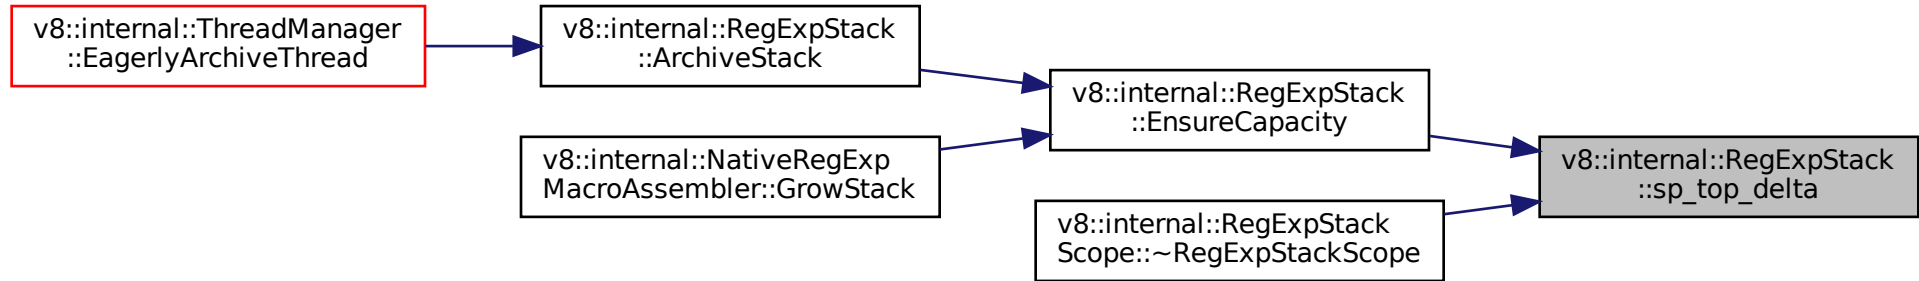 v8::internal::ThreadManager
::EagerlyArchiveThread
v8::internal::RegExpStack
::ArchiveStack
v8::internal::RegExpStack
::EnsureCapacity
v8::internal::NativeRegExp
MacroAssembler::GrowStack
v8::internal::RegExpStack
Scope::~RegExpStackScope
v8::internal::RegExpStack
::sp_top_delta